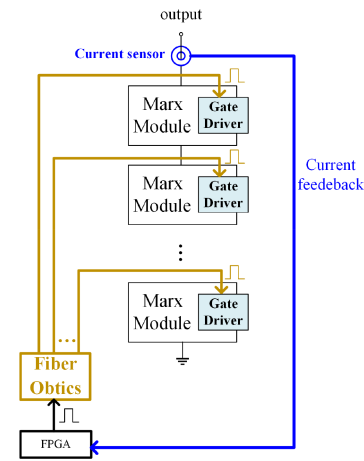 output
Current sensor
Marx
Module
Gate
Driver
Marx
Module
Gate
Driver
Current
feedeback
Marx
Module
Gate
Driver
Fiber
Obtics
FPGA